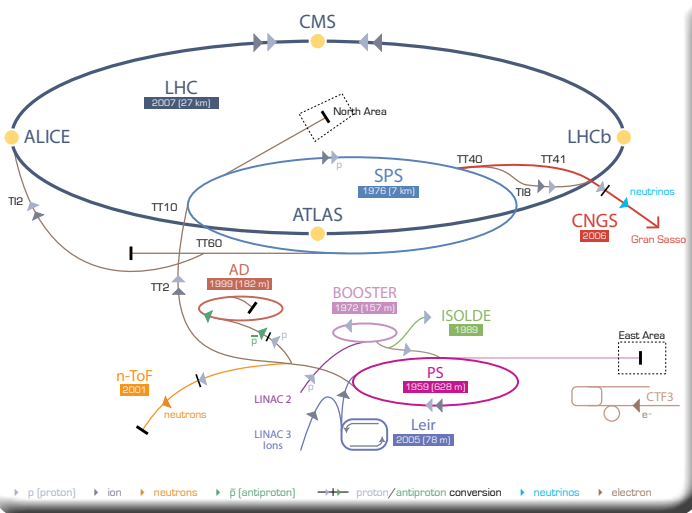 CMS
LHC
2007 (27 km)
North Area
ALICE
LHCb
p
TT40
TT41
SPS
1976 (7 km)
TI8
neutrinos
TI2
TT10
ATLAS
CNGS
2006
Gran Sasso
TT60
AD
1999 (182 m)
TT2
BOOSTER
1972 (157 m)
ISOLDE
1989
p
p̅
East Area
n-ToF
2001
PS
1959 (628 m)
p
neutrons
LINAC 2
CTF3
e-
LINAC 3
Ions
Leir
2005 (78 m)
p (proton) ion neutrons p̅ (antiproton) proton/antiproton conversion neutrinos electron